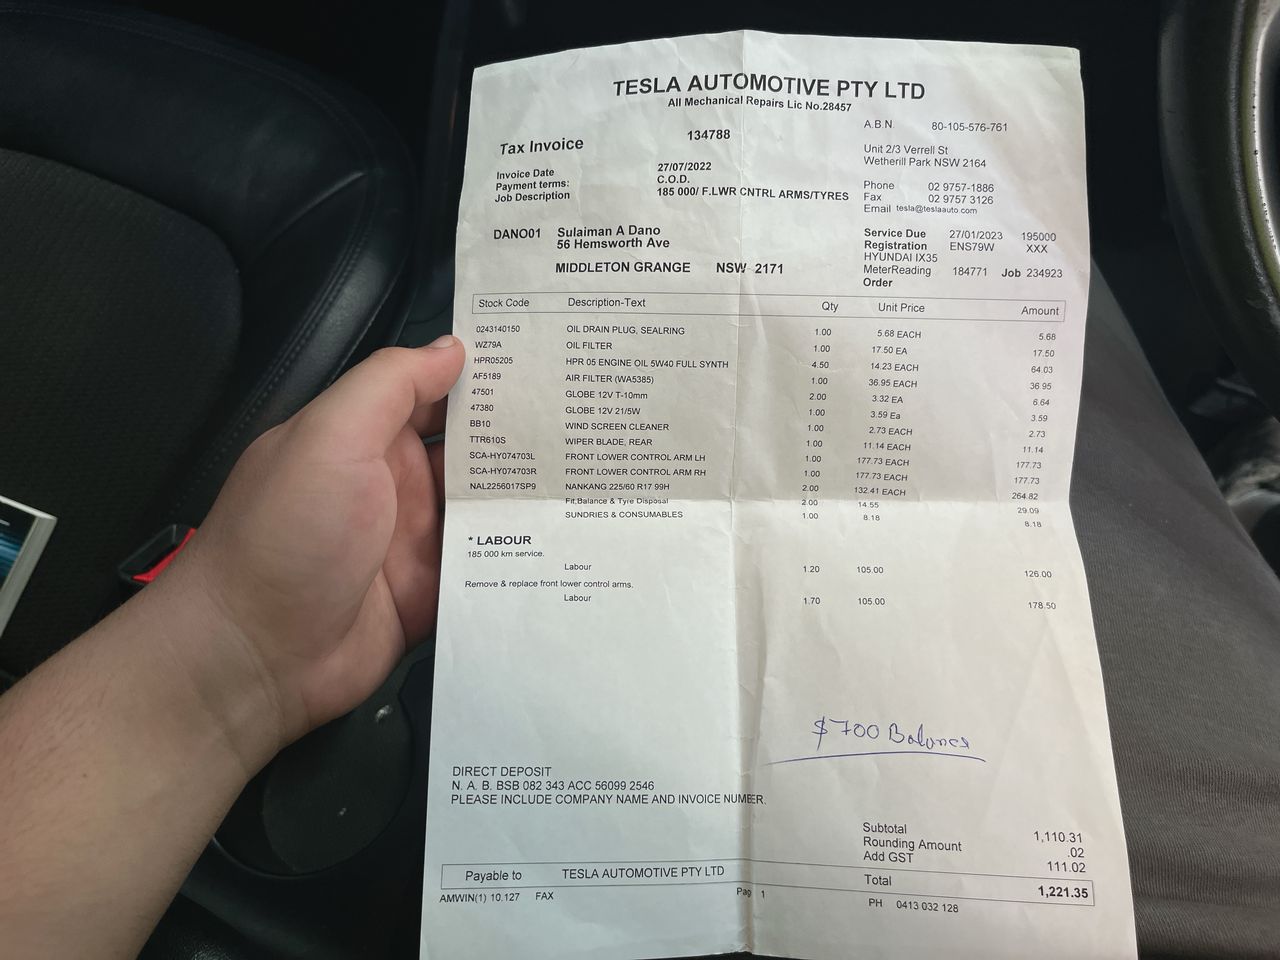 TESLA AUTOMOTIVE PTY LTD
All Mechanical Repairs Lic No.28457
A.B.N. 80-105-576-761
Tax Invoice 134788
Unit 2/3 Verrell St
Wetherill Park NSW 2164
Invoice Date 27/07/2022
Payment terms: C.O.D.
Job Description 185 000/ F.LWR CNTRL ARMS/TYRES
Phone 02 9757-1886
Fax 02 9757 3126
Email tesla@teslaauto.com
DANO01 Sulaiman A Dano
56 Hemsworth Ave
MIDDLETON GRANGE NSW 2171
Service Due 27/01/2023 195000
Registration ENS79W XXX
HYUNDAI IX35
MeterReading 184771 Job 234923
Order
Stock Code Description-Text Qty Unit Price Amount
0243140150 OIL DRAIN PLUG, SEALRING 1.00 5.68 EACH 5.68
WZ79A OIL FILTER 1.00 17.50 EA 17.50
HPR05205 HPR 05 ENGINE OIL 5W40 FULL SYNTH 4.50 14.23 EACH 64.03
AF5189 AIR FILTER (WA5385) 1.00 36.95 EACH 36.95
47501 GLOBE 12V T-10mm 2.00 3.32 EA 6.64
47380 GLOBE 12V 21/5W 1.00 3.59 Ea 3.59
BB10 WIND SCREEN CLEANER 1.00 2.73 EACH 2.73
TTR610S WIPER BLADE, REAR 1.00 11.14 EACH 11.14
SCA-HY074703L FRONT LOWER CONTROL ARM LH 1.00 177.73 EACH 177.73
SCA-HY074703R FRONT LOWER CONTROL ARM RH 1.00 177.73 EACH 177.73
NAL2256017SP9 NANKANG 225/60 R17 99H 2.00 132.41 EACH 264.82
Fit,Balance & Tyre Disposal 2.00 14.55 29.09
SUNDRIES & CONSUMABLES 1.00 8.18 8.18
* LABOUR
185 000 km service.
Labour 1.20 105.00 126.00
Remove & replace front lower control arms.
Labour 1.70 105.00 178.50
$700 Balance
DIRECT DEPOSIT
N. A. B. BSB 082 343 ACC 56099 2546
PLEASE INCLUDE COMPANY NAME AND INVOICE NUMBER.
Subtotal 1,110.31
Rounding Amount .02
Add GST 111.02
Payable to TESLA AUTOMOTIVE PTY LTD Total 1,221.35
AMWIN(1) 10.127 FAX Pag 1 PH 0413 032 128